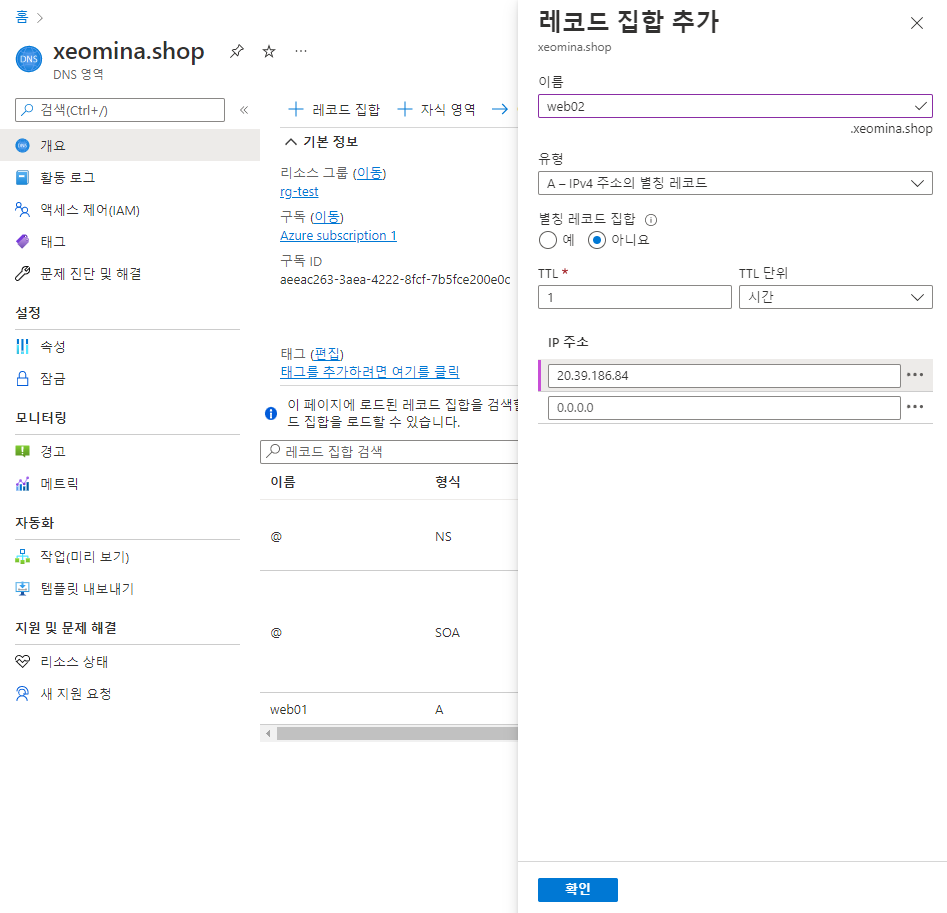 홈
DNS
xeomina.shop
DNS 영역
검색(Ctrl+/)
개요
활동 로그
액세스 제어(IAM)
태그
문제 진단 및 해결
설정
속성
잠금
모니터링
경고
메트릭
자동화
작업(미리 보기)
템플릿 내보내기
지원 및 문제 해결
리소스 상태
새 지원 요청
레코드 집합
자식 영역
기본 정보
리소스 그룹 (이동)
rg-test
구독 (이동)
Azure subscription 1
구독 ID
aeeac263-3aea-4222-8fcf-7b5fce200e0c
태그 (편집)
태그를 추가하려면 여기를 클릭
이 페이지에 로드된 레코드 집합을 검색할
드 집합을 로드할 수 있습니다.
레코드 집합 검색
이름 형식
@ NS
@ SOA
web01 A
레코드 집합 추가
xeomina.shop
이름
web02
.xeomina.shop
유형
A – IPv4 주소의 별칭 레코드
별칭 레코드 집합
예 아니요
TTL * TTL 단위
1 시간
IP 주소
20.39.186.84
0.0.0.0
확인